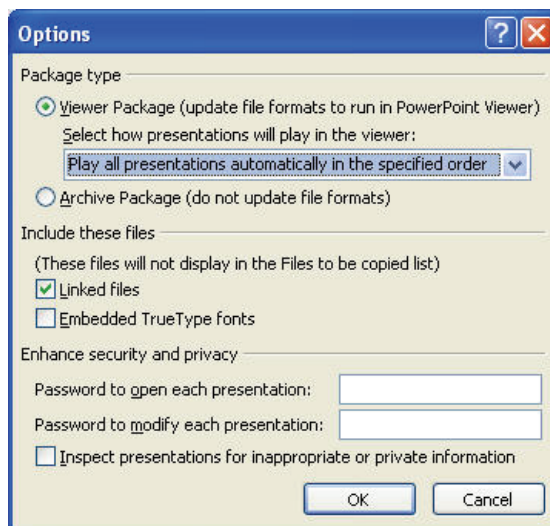 Options
Package type
Viewer Package (update file formats to run in PowerPoint Viewer)
Select how presentations will play in the viewer:
Play all presentations automatically in the specified order
Archive Package (do not update file formats)
Include these files
(These files will not display in the Files to be copied list)
Linked files
Embedded TrueType fonts
Enhance security and privacy
Password to open each presentation:
Password to modify each presentation:
Inspect presentations for inappropriate or private information
OK Cancel